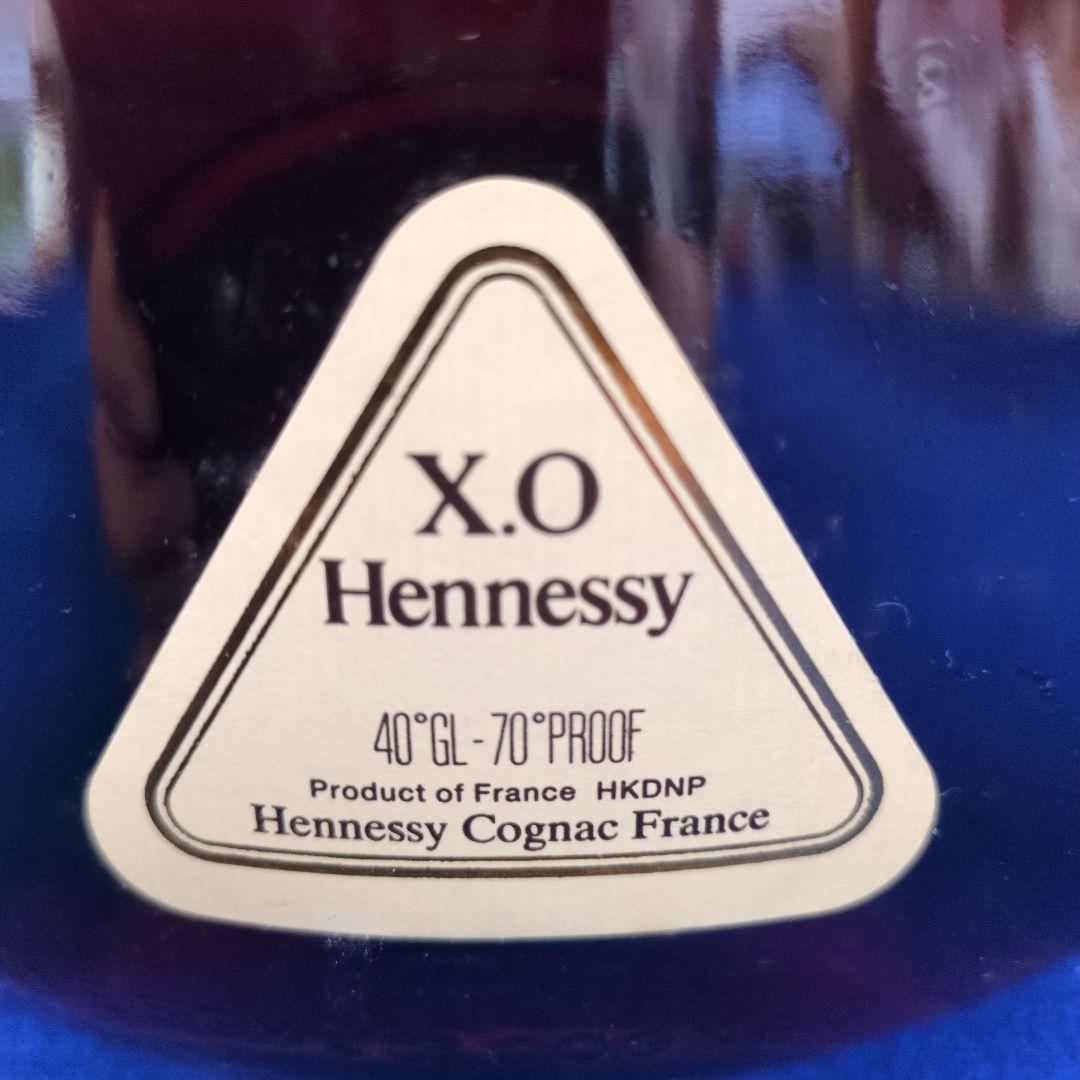 X.O
Hennessy
40°GL-70°PROOF
Product of France HKDNP
Hennessy Cognac France